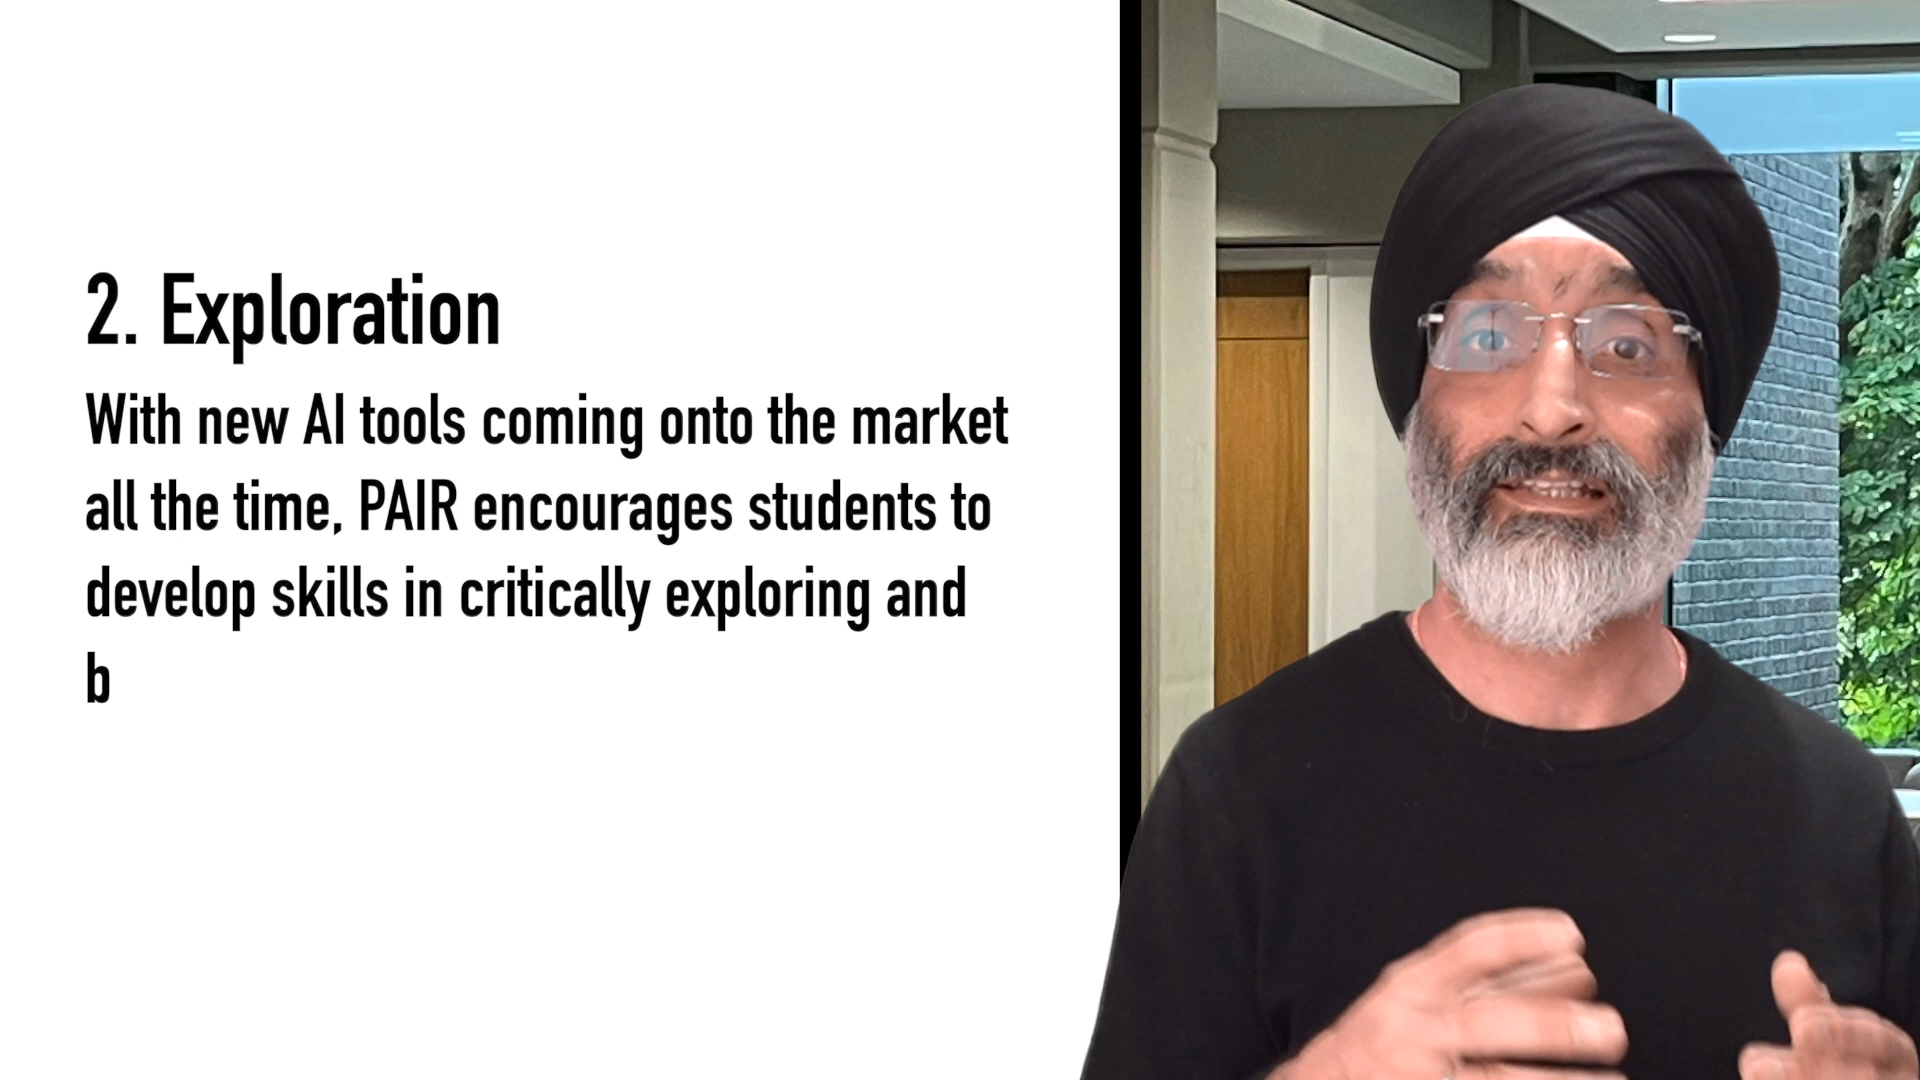 2. Exploration
With new AI tools coming onto the market
all the time, PAIR encourages students to
develop skills in critically exploring and
b